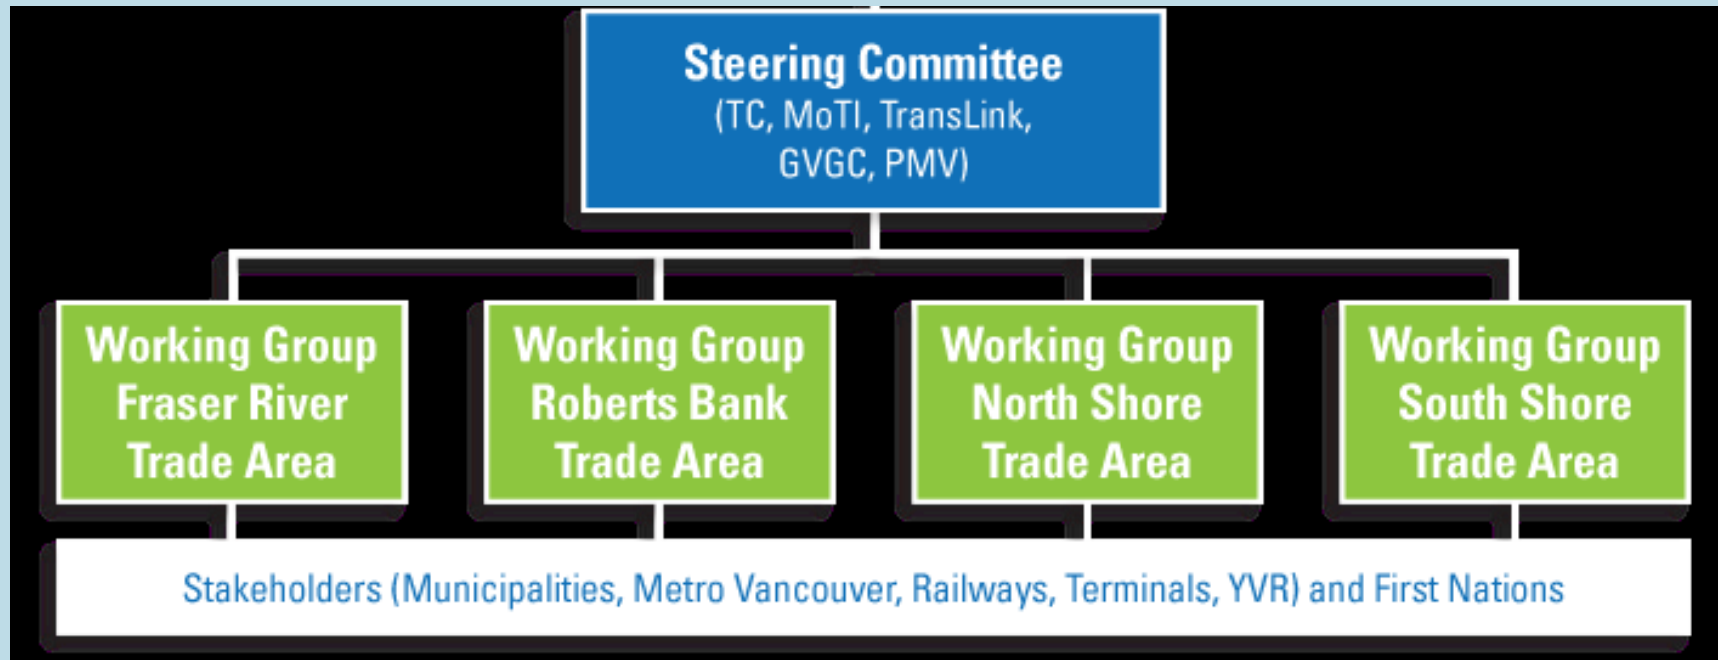 Steering Committee
(TC, MoTI, TransLink,
GVGC, PMV)
Working Group
Fraser River
Trade Area
Working Group
Roberts Bank
Trade Area
Working Group
North Shore
Trade Area
Working Group
South Shore
Trade Area
Stakeholders (Municipalities, Metro Vancouver, Railways, Terminals, YVR) and First Nations